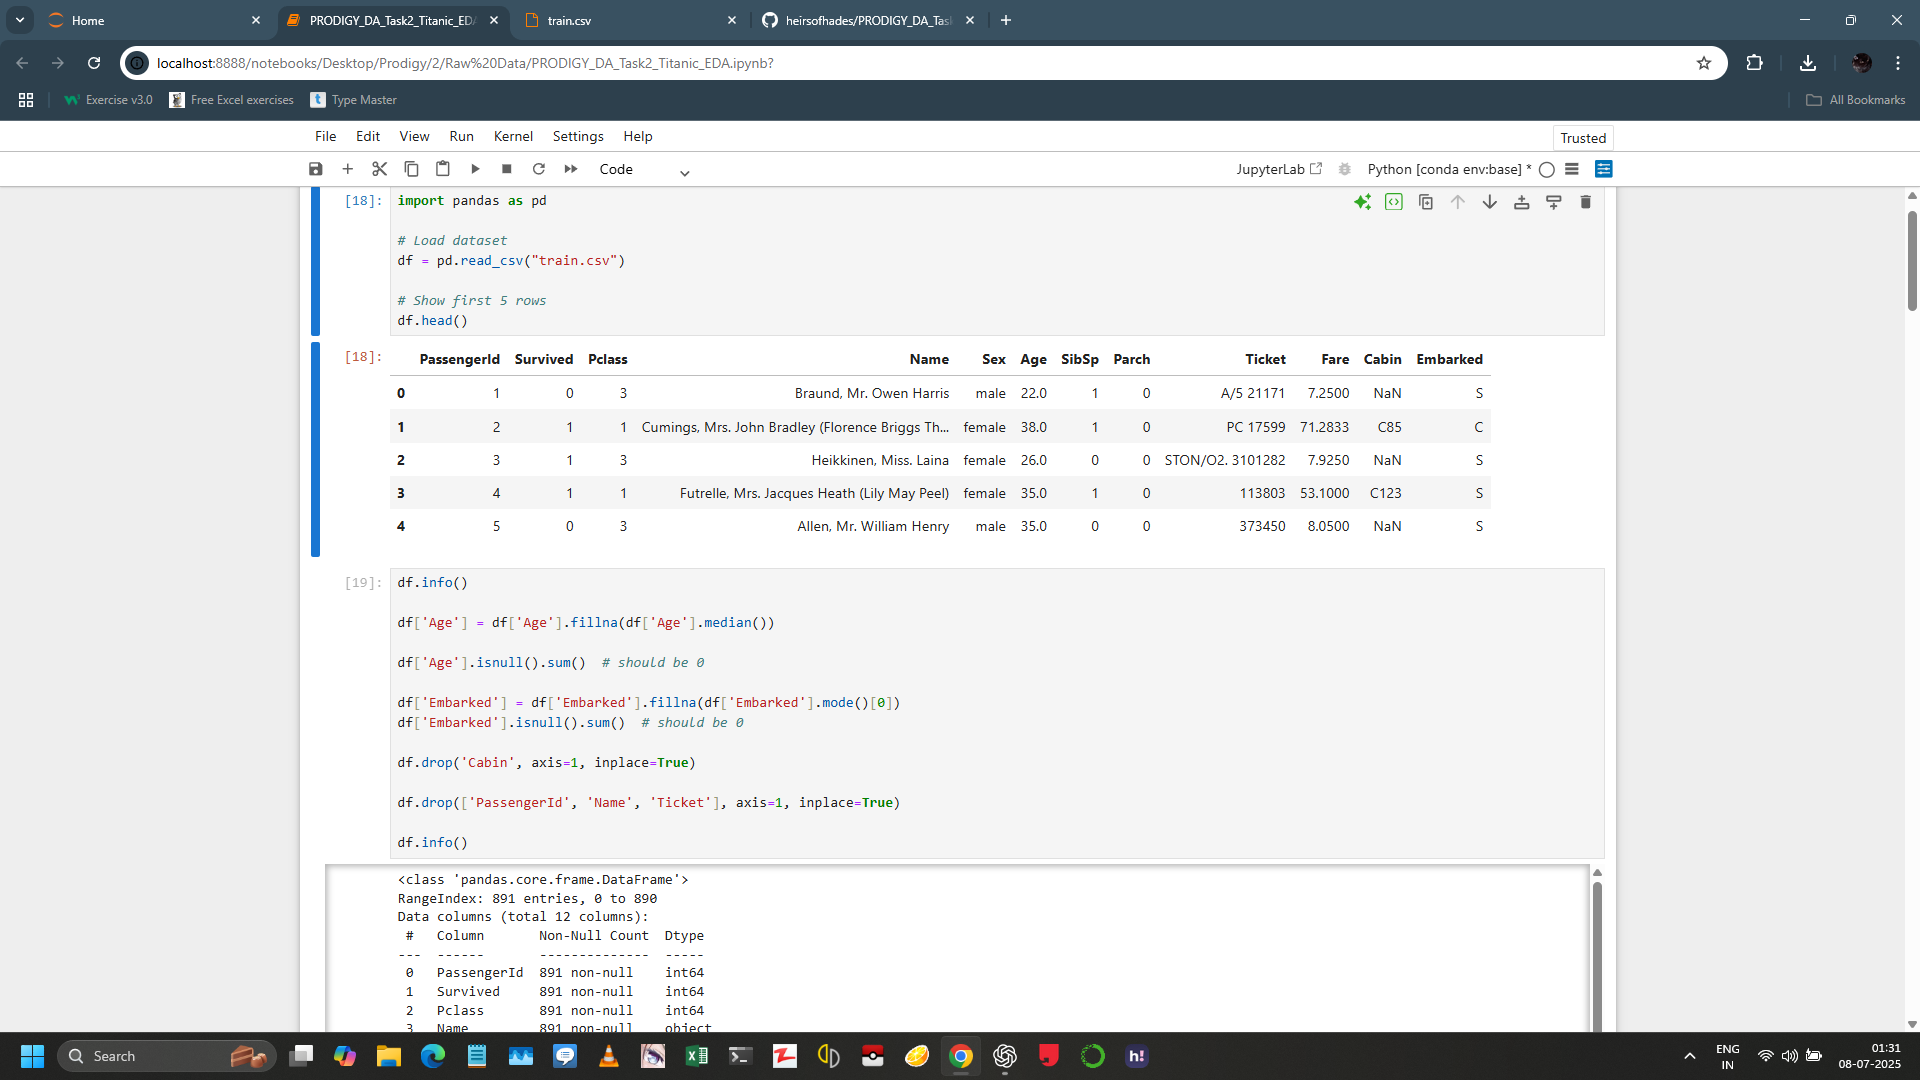 Home
PRODIGY_DA_Task2_Titanic_ED
train.csv
heirsofhades/PRODIGY_DA_Tas
localhost:8888/notebooks/Desktop/Prodigy/2/Raw%20Data/PRODIGY_DA_Task2_Titanic_EDA.ipynb?
Exercise v3.0
Free Excel exercises
Type Master
All Bookmarks
File Edit View Run Kernel Settings Help
Trusted
Code
JupyterLab
Python [conda env:base] *
[18]:
import pandas as pd
# Load dataset
df = pd.read_csv("train.csv")
# Show first 5 rows
df.head()
[18]:
PassengerId Survived Pclass Name Sex Age SibSp Parch Ticket Fare Cabin Embarked
0 1 0 3 Braund, Mr. Owen Harris male 22.0 1 0 A/5 21171 7.2500 NaN S
1 2 1 1 Cumings, Mrs. John Bradley (Florence Briggs Th... female 38.0 1 0 PC 17599 71.2833 C85 C
2 3 1 3 Heikkinen, Miss. Laina female 26.0 0 0 STON/O2. 3101282 7.9250 NaN S
3 4 1 1 Futrelle, Mrs. Jacques Heath (Lily May Peel) female 35.0 1 0 113803 53.1000 C123 S
4 5 0 3 Allen, Mr. William Henry male 35.0 0 0 373450 8.0500 NaN S
[19]:
df.info()
df['Age'] = df['Age'].fillna(df['Age'].median())
df['Age'].isnull().sum()  # should be 0
df['Embarked'] = df['Embarked'].fillna(df['Embarked'].mode()[0])
df['Embarked'].isnull().sum()  # should be 0
df.drop('Cabin', axis=1, inplace=True)
df.drop(['PassengerId', 'Name', 'Ticket'], axis=1, inplace=True)
df.info()
<class 'pandas.core.frame.DataFrame'>
RangeIndex: 891 entries, 0 to 890
Data columns (total 12 columns):
#   Column       Non-Null Count  Dtype
---  ------       --------------  -----
0   PassengerId  891 non-null    int64
1   Survived     891 non-null    int64
2   Pclass       891 non-null    int64
3   Name         891 non-null    object
Search
h!
ENG
IN
01:31
08-07-2025